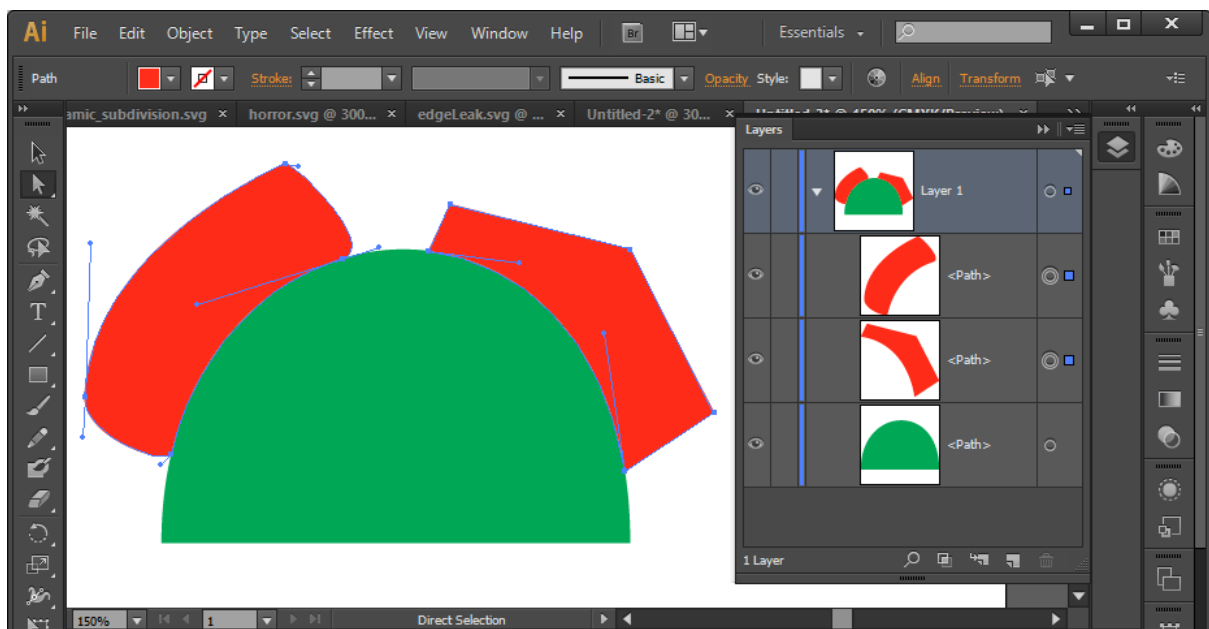 Ai File Edit Object Type Select Effect View Window Help Br Essentials
Path Stroke: Basic Opacity Style: Align Transform
amic_subdivision.svg × horror.svg @ 300... × edgeLeak.svg @ ... × Untitled-2* @ 30... ×
Layers
Layer 1
<Path>
<Path>
<Path>
1 Layer
150% 1 Direct Selection